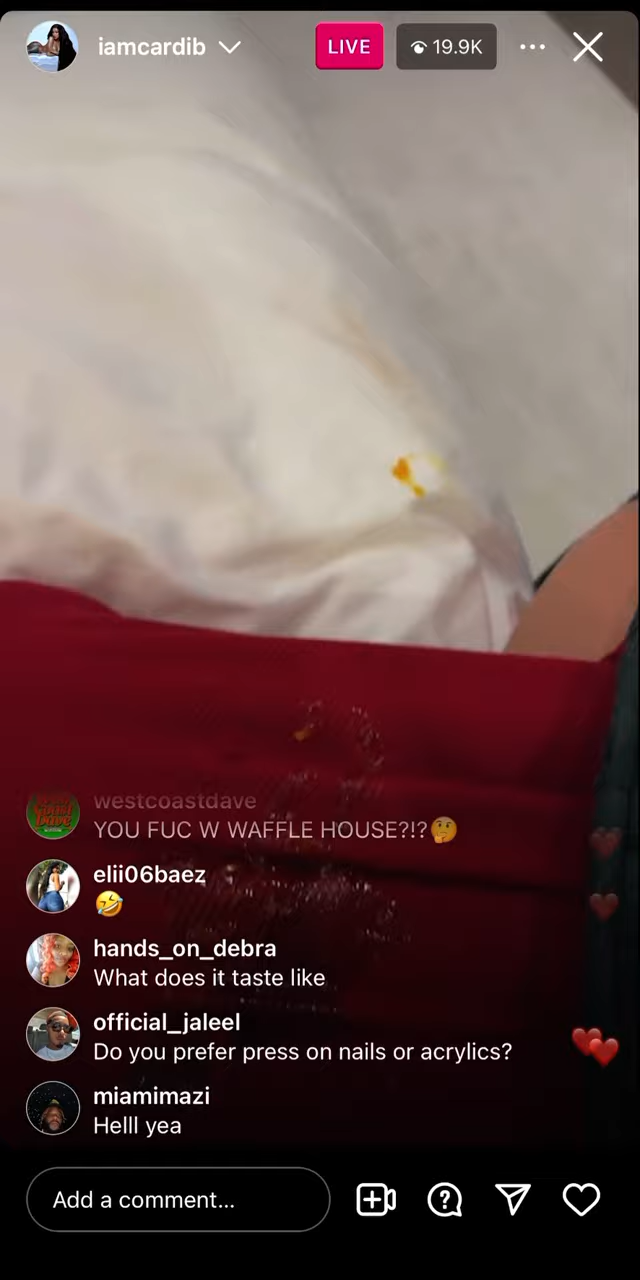 iamcardib
LIVE
19.9K
westcoastdave
YOU FUC W WAFFLE HOUSE?!?🤔
elii06baez
🤣
hands_on_debra
What does it taste like
official_jaleel
Do you prefer press on nails or acrylics?
miamimazi
Helll yea
Add a comment...